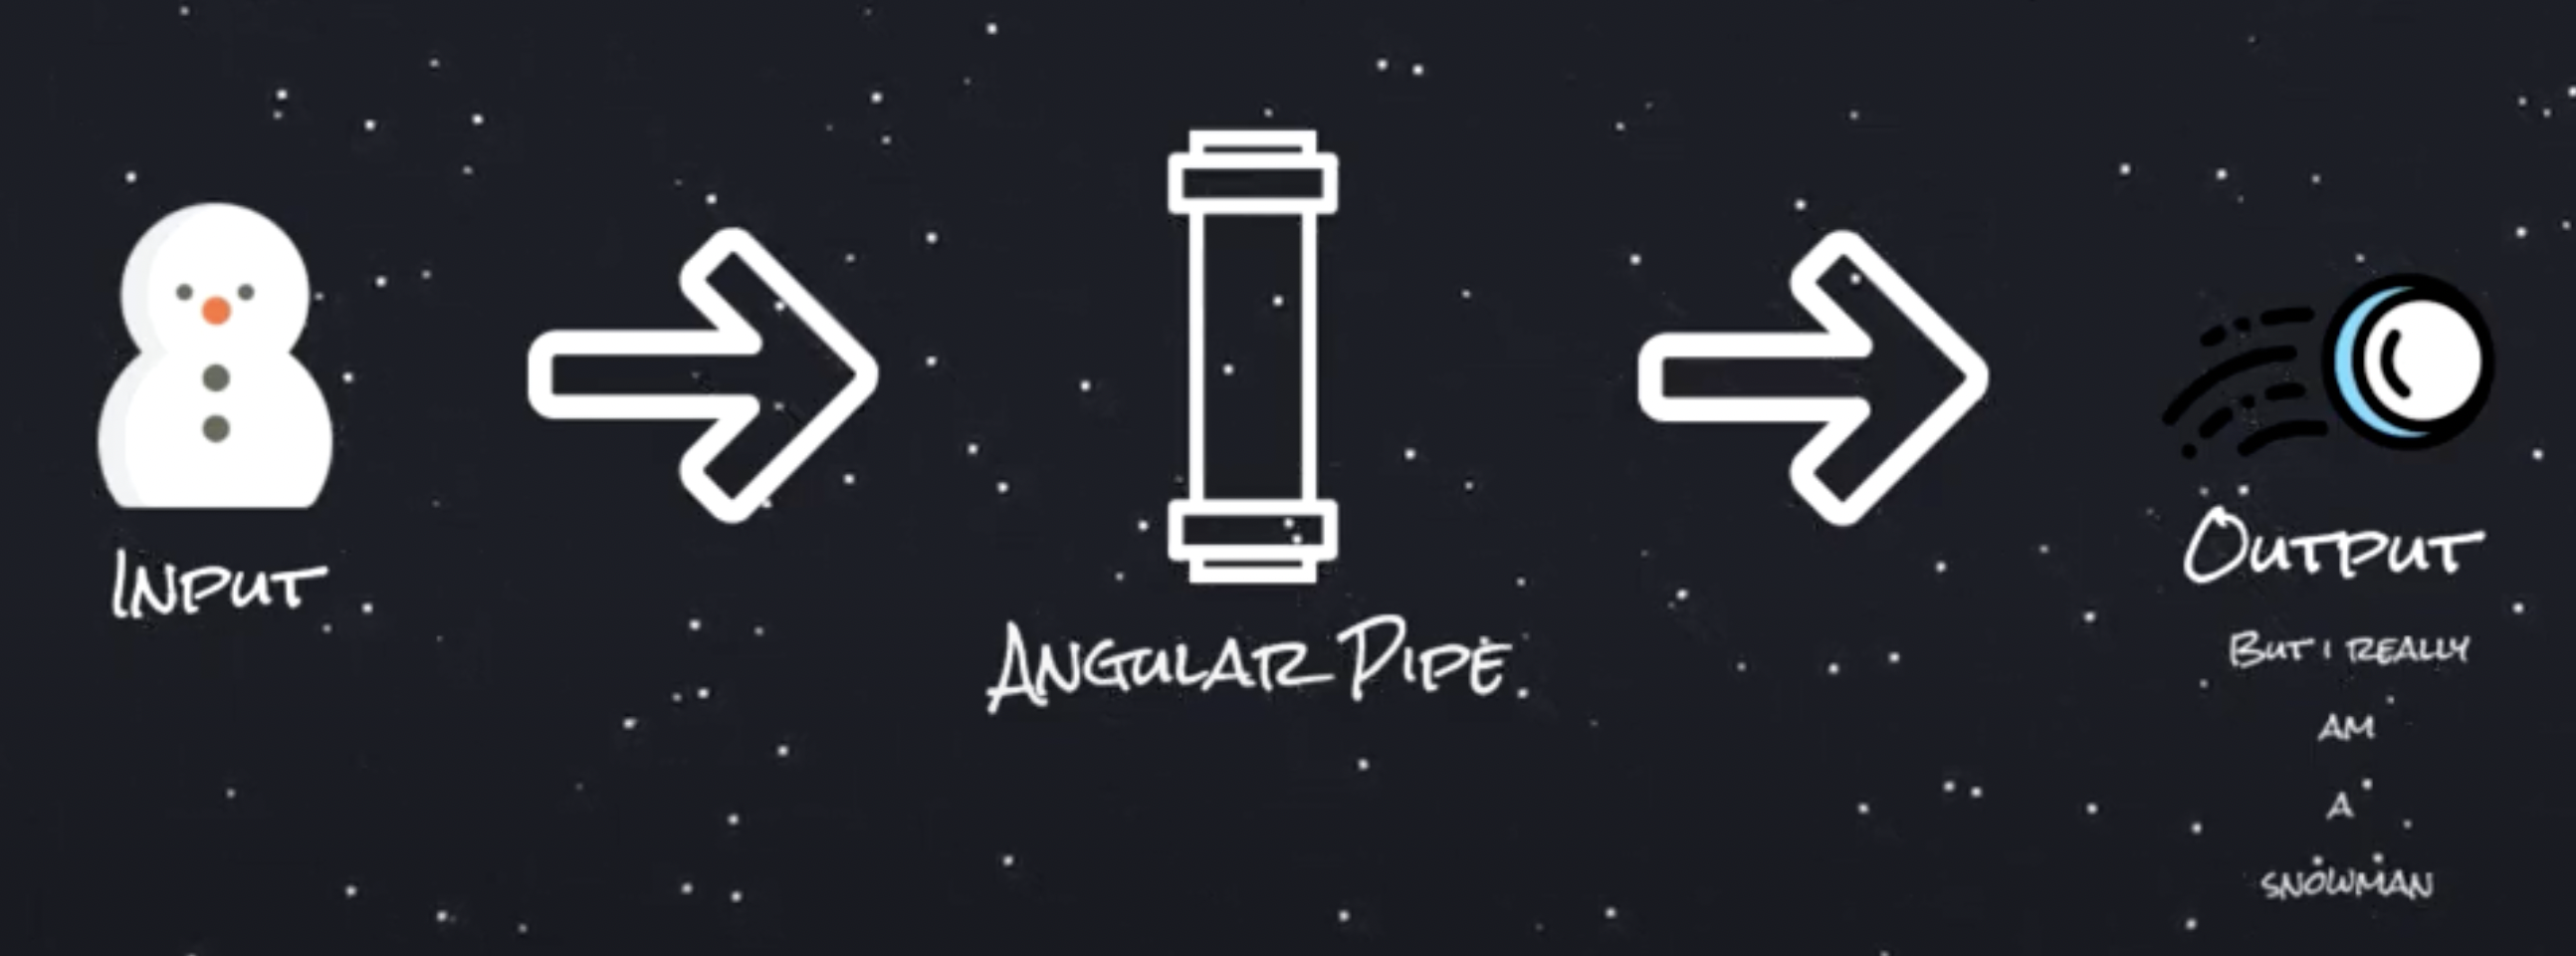 Input
Angular Pipe
Output
But i really
am
a
snowman